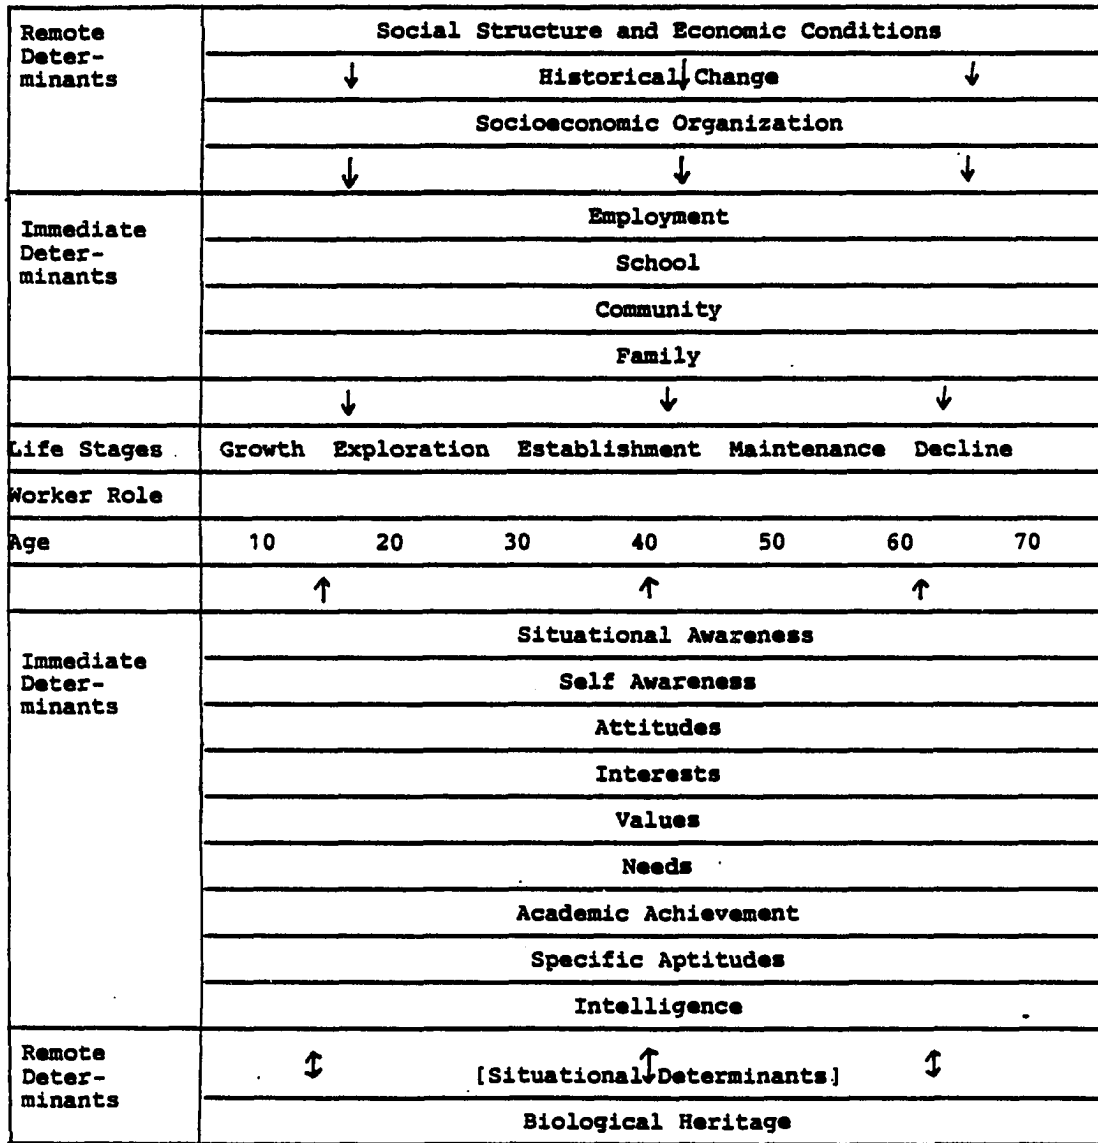 Remote
Deter-
minants
Social Structure and Economic Conditions
↓ Historical↓Change ↓
Socioeconomic Organization
↓ ↓ ↓
Immediate
Deter-
minants
Employment
School
Community
Family
↓ ↓ ↓
Life Stages Growth Exploration Establishment Maintenance Decline
Worker Role
Age 10 20 30 40 50 60 70
↑ ↑ ↑
Immediate
Deter-
minants
Situational Awareness
Self Awareness
Attitudes
Interests
Values
Needs
Academic Achievement
Specific Aptitudes
Intelligence
Remote
Deter-
minants
↕ [Situational↕Determinants] ↕
Biological Heritage